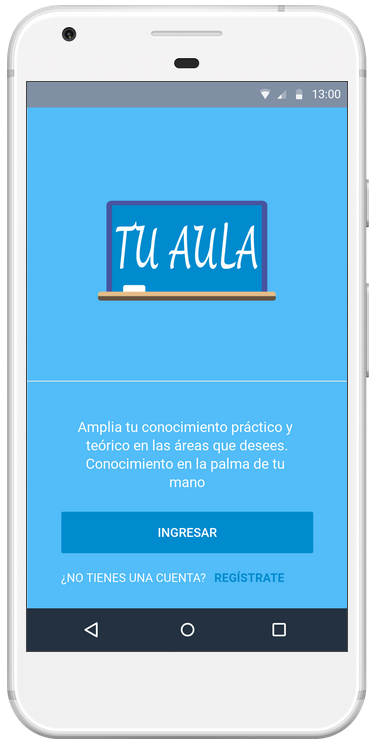 13:00
TU AULA
Amplia tu conocimiento práctico y
teórico en las áreas que desees.
Conocimiento en la palma de tu
mano
INGRESAR
¿NO TIENES UNA CUENTA? REGÍSTRATE